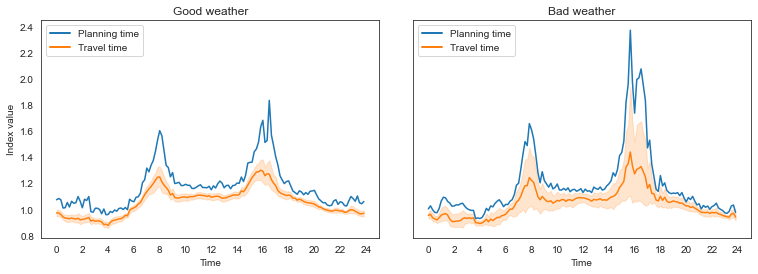 Good weather
Planning time
Travel time
Index value
2.4
2.2
2.0
1.8
1.6
1.4
1.2
1.0
0.8
0 2 4 6 8 10 12 14 16 18 20 22 24
Time
Bad weather
Planning time
Travel time
0 2 4 6 8 10 12 14 16 18 20 22 24
Time